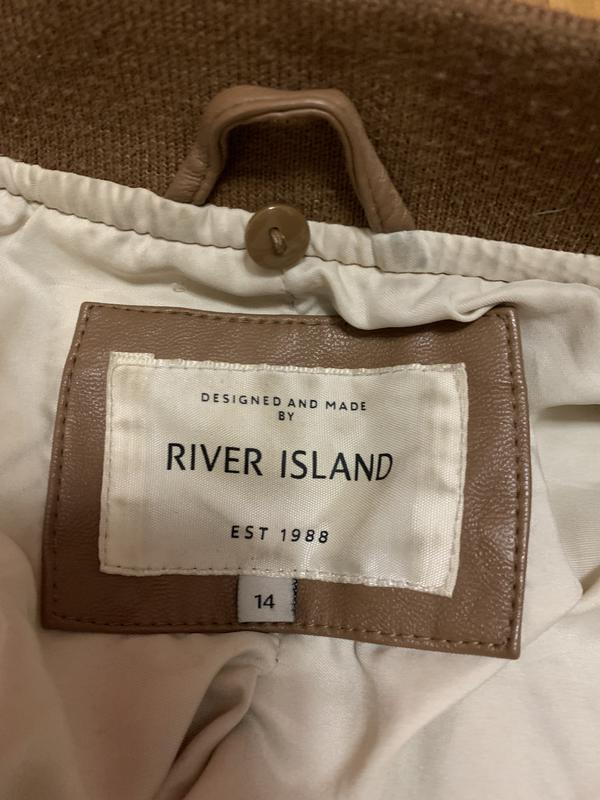 DESIGNED AND MADE
BY
RIVER ISLAND
EST 1988
14